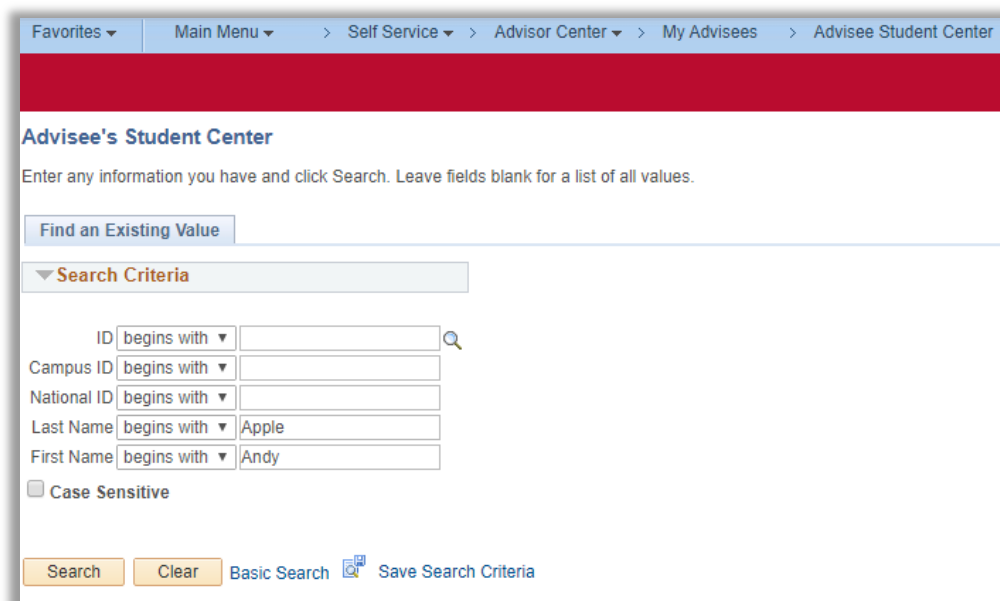 Favorites Main Menu > Self Service > Advisor Center > My Advisees > Advisee Student Center
Advisee's Student Center
Enter any information you have and click Search. Leave fields blank for a list of all values.
Find an Existing Value
Search Criteria
ID begins with
Campus ID begins with
National ID begins with
Last Name begins with Apple
First Name begins with Andy
Case Sensitive
Search Clear Basic Search Save Search Criteria